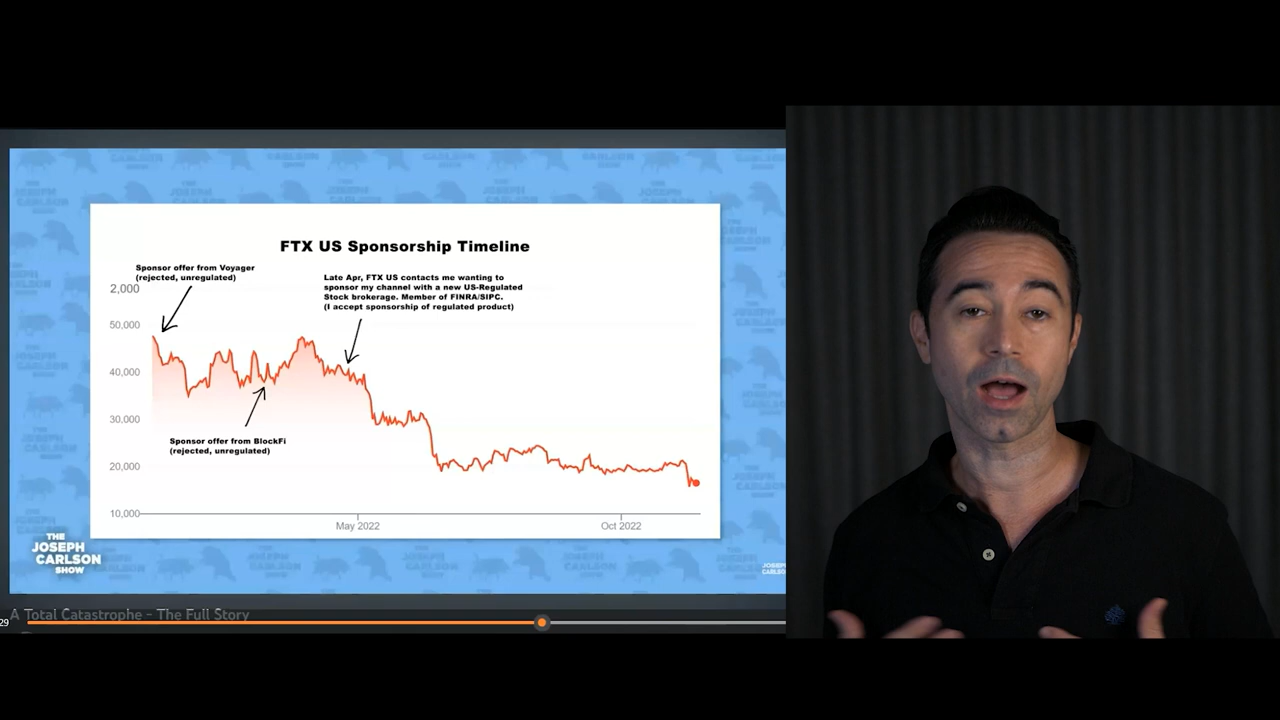 FTX US Sponsorship Timeline
Sponsor offer from Voyager
(rejected, unregulated)
Late Apr, FTX US contacts me wanting to
sponsor my channel with a new US-Regulated
Stock brokerage. Member of FINRA/SIPC.
(I accept sponsorship of regulated product)
2,000
50,000
40,000
30,000
Sponsor offer from BlockFi
(rejected, unregulated)
20,000
10,000
May 2022
Oct 2022
THE
JOSEPH
CARLSON
SHOW
A Total Catastrophe - The Full Story
29